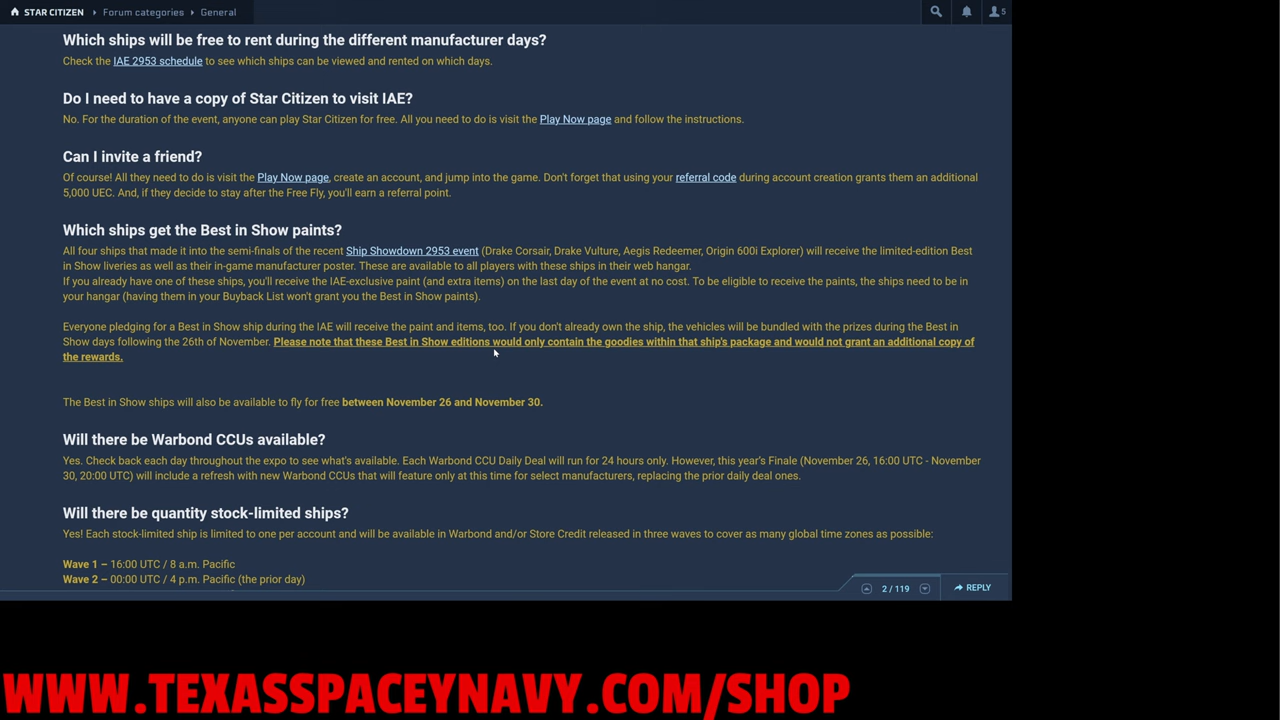 STAR CITIZEN Forum categories General
5
Which ships will be free to rent during the different manufacturer days?
Check the IAE 2953 schedule to see which ships can be viewed and rented on which days.
Do I need to have a copy of Star Citizen to visit IAE?
No. For the duration of the event, anyone can play Star Citizen for free. All you need to do is visit the Play Now page and follow the instructions.
Can I invite a friend?
Of course! All they need to do is visit the Play Now page, create an account, and jump into the game. Don't forget that using your referral code during account creation grants them an additional
5,000 UEC. And, if they decide to stay after the Free Fly, you'll earn a referral point.
Which ships get the Best in Show paints?
All four ships that made it into the semi-finals of the recent Ship Showdown 2953 event (Drake Corsair, Drake Vulture, Aegis Redeemer, Origin 600i Explorer) will receive the limited-edition Best
in Show liveries as well as their in-game manufacturer poster. These are available to all players with these ships in their web hangar.
If you already have one of these ships, you'll receive the IAE-exclusive paint (and extra items) on the last day of the event at no cost. To be eligible to receive the paints, the ships need to be in
your hangar (having them in your Buyback List won't grant you the Best in Show paints).
Everyone pledging for a Best in Show ship during the IAE will receive the paint and items, too. If you don't already own the ship, the vehicles will be bundled with the prizes during the Best in
Show days following the 26th of November. Please note that these Best in Show editions would only contain the goodies within that ship's package and would not grant an additional copy of
the rewards.
The Best in Show ships will also be available to fly for free between November 26 and November 30.
Will there be Warbond CCUs available?
Yes. Check back each day throughout the expo to see what's available. Each Warbond CCU Daily Deal will run for 24 hours only. However, this year's Finale (November 26, 16:00 UTC - November
30, 20:00 UTC) will include a refresh with new Warbond CCUs that will feature only at this time for select manufacturers, replacing the prior daily deal ones.
Will there be quantity stock-limited ships?
Yes! Each stock-limited ship is limited to one per account and will be available in Warbond and/or Store Credit released in three waves to cover as many global time zones as possible:
Wave 1 – 16:00 UTC / 8 a.m. Pacific
Wave 2 – 00:00 UTC / 4 p.m. Pacific (the prior day)
2 / 119 REPLY
WWW.TEXASSPACEYNAVY.COM/SHOP